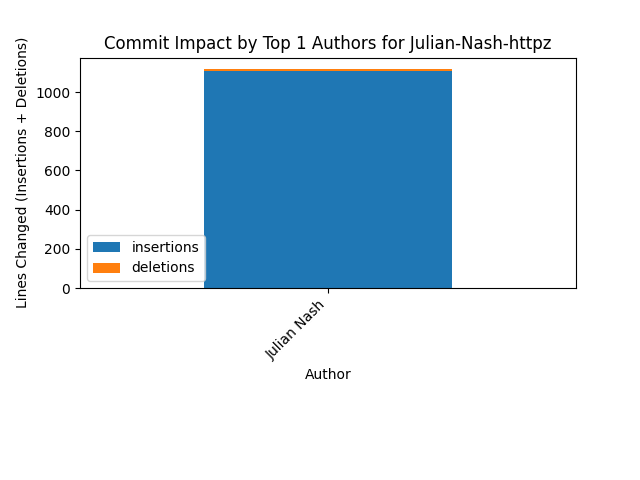 Commit Impact by Top 1 Authors for Julian-Nash-httpz
Lines Changed (Insertions + Deletions)
1000
800
600
400
200
0
insertions
deletions
Julian Nash
Author